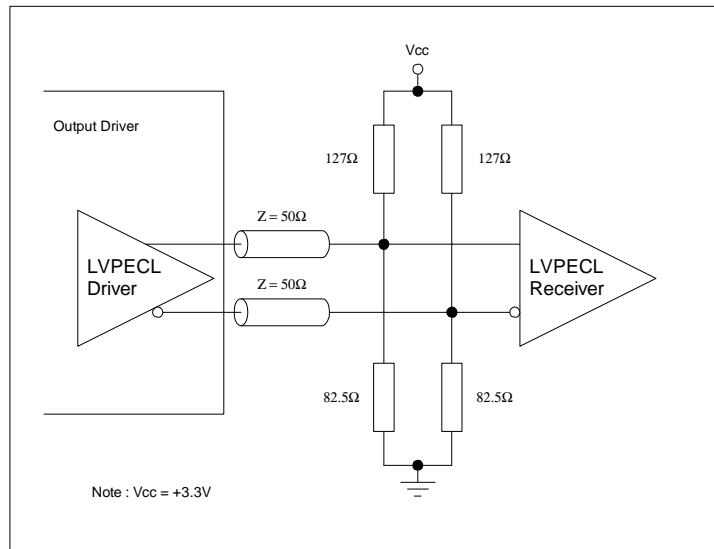 Vcc
Output Driver
127Ω
127Ω
Z = 50Ω
LVPECL
Driver
LVPECL
Receiver
Z = 50Ω
82.5Ω
82.5Ω
Note : Vcc = +3.3V